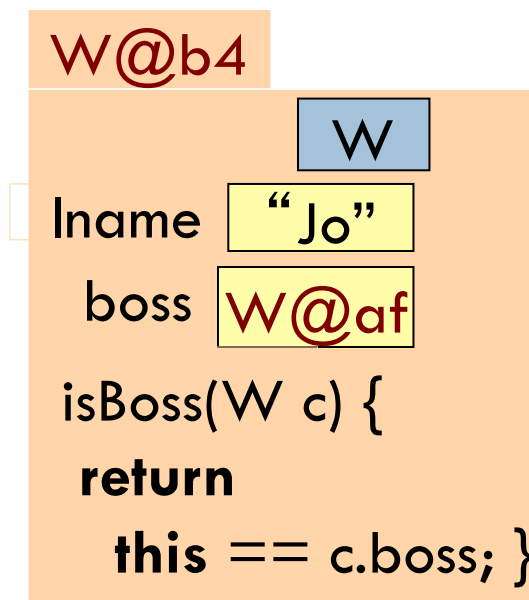 W@b4
W
lname “Jo”
boss W@af
isBoss(W c) {
return
this == c.boss; }